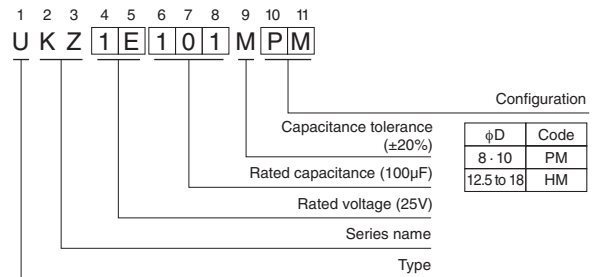 1 2 3 4 5 6 7 8 9 10 11
U K Z 1 E 1 0 1 M P M
Configuration
Capacitance tolerance
(±20%)
Rated capacitance (100µF)
Rated voltage (25V)
Series name
Type
ϕD Code
8 · 10 PM
12.5 to 18 HM